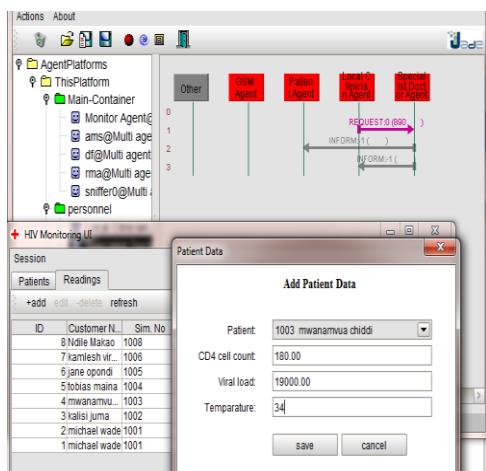 Actions About
Jade
AgentPlatforms
ThisPlatform
Main-Container
Monitor Agent@
ams@Multi age
df@Multi agent
rma@Multi age
sniffer0@Multi
personnel
Other
GSM Agent
Patien t Agent
Local C linicia n Agent
Special ist Doct or Agent
0
1
2
3
REQUEST:0 (890 )
INFORM:-1 ( )
INFORM:-1 (
HIV Monitoring UI
Session
Patients Readings
+add edit -delete refresh
ID Customer N... Sim. No
8 Ndile Makao 1008
7 kamlesh vir... 1006
6 jane opondi 1005
5 tobias maina 1004
4 mwanamvu... 1003
3 kalisi juma 1002
2 michael wade 1001
1 michael wade 1001
Patient Data
Add Patient Data
Patient: 1003 mwanamvua chiddi
CD4 cell count: 180.00
Viral load: 19000.00
Temparature: 34
save cancel